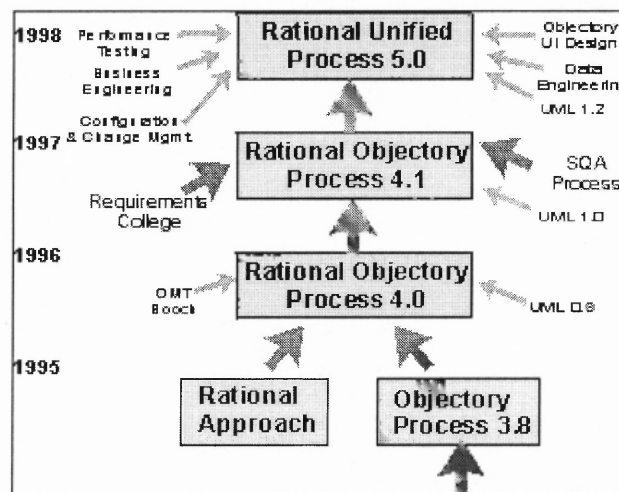 1998
Performance
Testing
Business
Engineering
Configuration
& Change Mgmt.
Rational Unified
Process 5.0
Objectory
UI Design
Data
Engineering
UML 1.2
1997
Requirements
College
Rational Objectory
Process 4.1
SQA
Process
UML 1.0
1996
OMT
Booch
Rational Objectory
Process 4.0
UML 0.8
1995
Rational
Approach
Objectory
Process 3.8